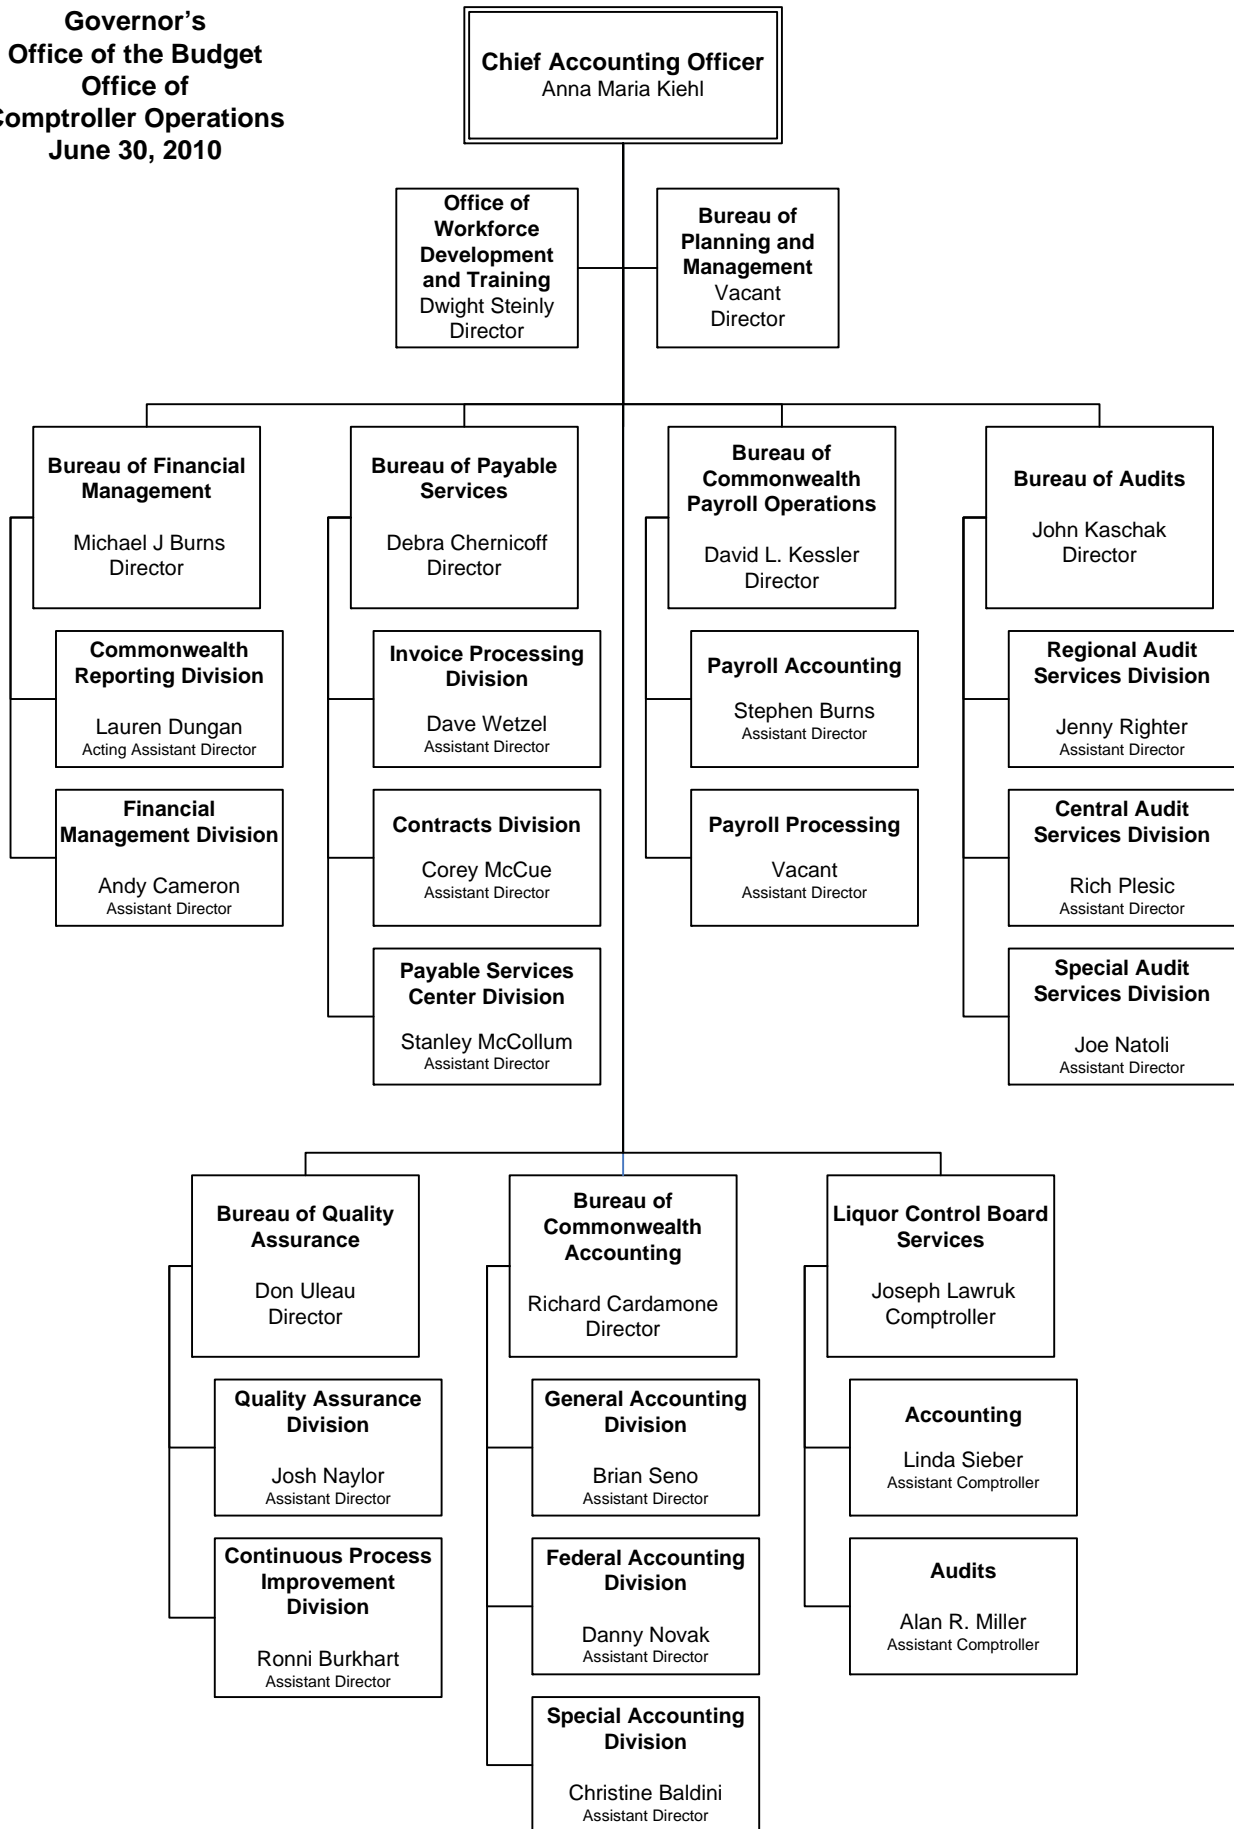 Governor’s
Office of the Budget
Office of
Comptroller Operations
June 30, 2010
Chief Accounting Officer
Anna Maria Kiehl
Office of
Workforce
Development
and Training
Dwight Steinly
Director
Bureau of
Planning and
Management
Vacant
Director
Bureau of Financial
Management
Michael J Burns
Director
Commonwealth
Reporting Division
Lauren Dungan
Acting Assistant Director
Financial
Management Division
Andy Cameron
Assistant Director
Bureau of Payable
Services
Debra Chernicoff
Director
Invoice Processing
Division
Dave Wetzel
Assistant Director
Contracts Division
Corey McCue
Assistant Director
Payable Services
Center Division
Stanley McCollum
Assistant Director
Bureau of
Commonwealth
Payroll Operations
David L. Kessler
Director
Payroll Accounting
Stephen Burns
Assistant Director
Payroll Processing
Vacant
Assistant Director
Bureau of Audits
John Kaschak
Director
Regional Audit
Services Division
Jenny Righter
Assistant Director
Central Audit
Services Division
Rich Plesic
Assistant Director
Special Audit
Services Division
Joe Natoli
Assistant Director
Bureau of Quality
Assurance
Don Uleau
Director
Quality Assurance
Division
Josh Naylor
Assistant Director
Continuous Process
Improvement
Division
Ronni Burkhart
Assistant Director
Bureau of
Commonwealth
Accounting
Richard Cardamone
Director
General Accounting
Division
Brian Seno
Assistant Director
Federal Accounting
Division
Danny Novak
Assistant Director
Special Accounting
Division
Christine Baldini
Assistant Director
Liquor Control Board
Services
Joseph Lawruk
Comptroller
Accounting
Linda Sieber
Assistant Comptroller
Audits
Alan R. Miller
Assistant Comptroller